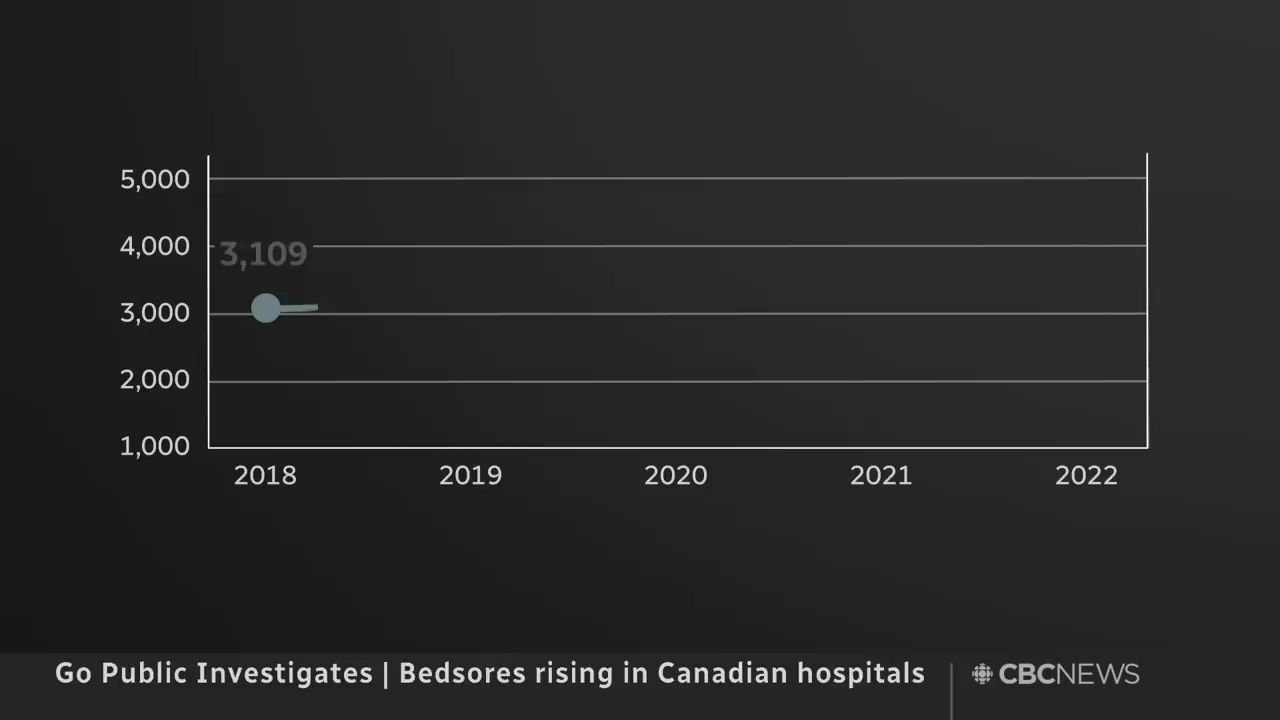 5,000
4,000
3,109
3,000
2,000
1,000
2018 2019 2020 2021 2022
Go Public Investigates | Bedsores rising in Canadian hospitals
CBCNEWS